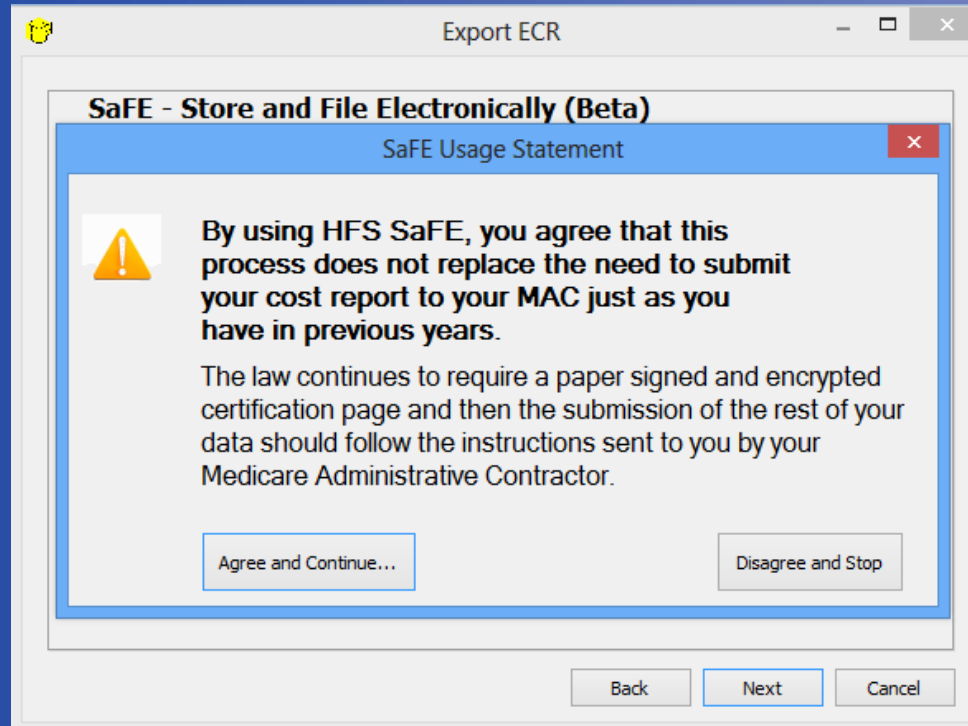 Export ECR
SaFE - Store and File Electronically (Beta)
SaFE Usage Statement
By using HFS SaFE, you agree that this
process does not replace the need to submit
your cost report to your MAC just as you
have in previous years.
The law continues to require a paper signed and encrypted
certification page and then the submission of the rest of your
data should follow the instructions sent to you by your
Medicare Administrative Contractor.
Agree and Continue...
Disagree and Stop
Back
Next
Cancel